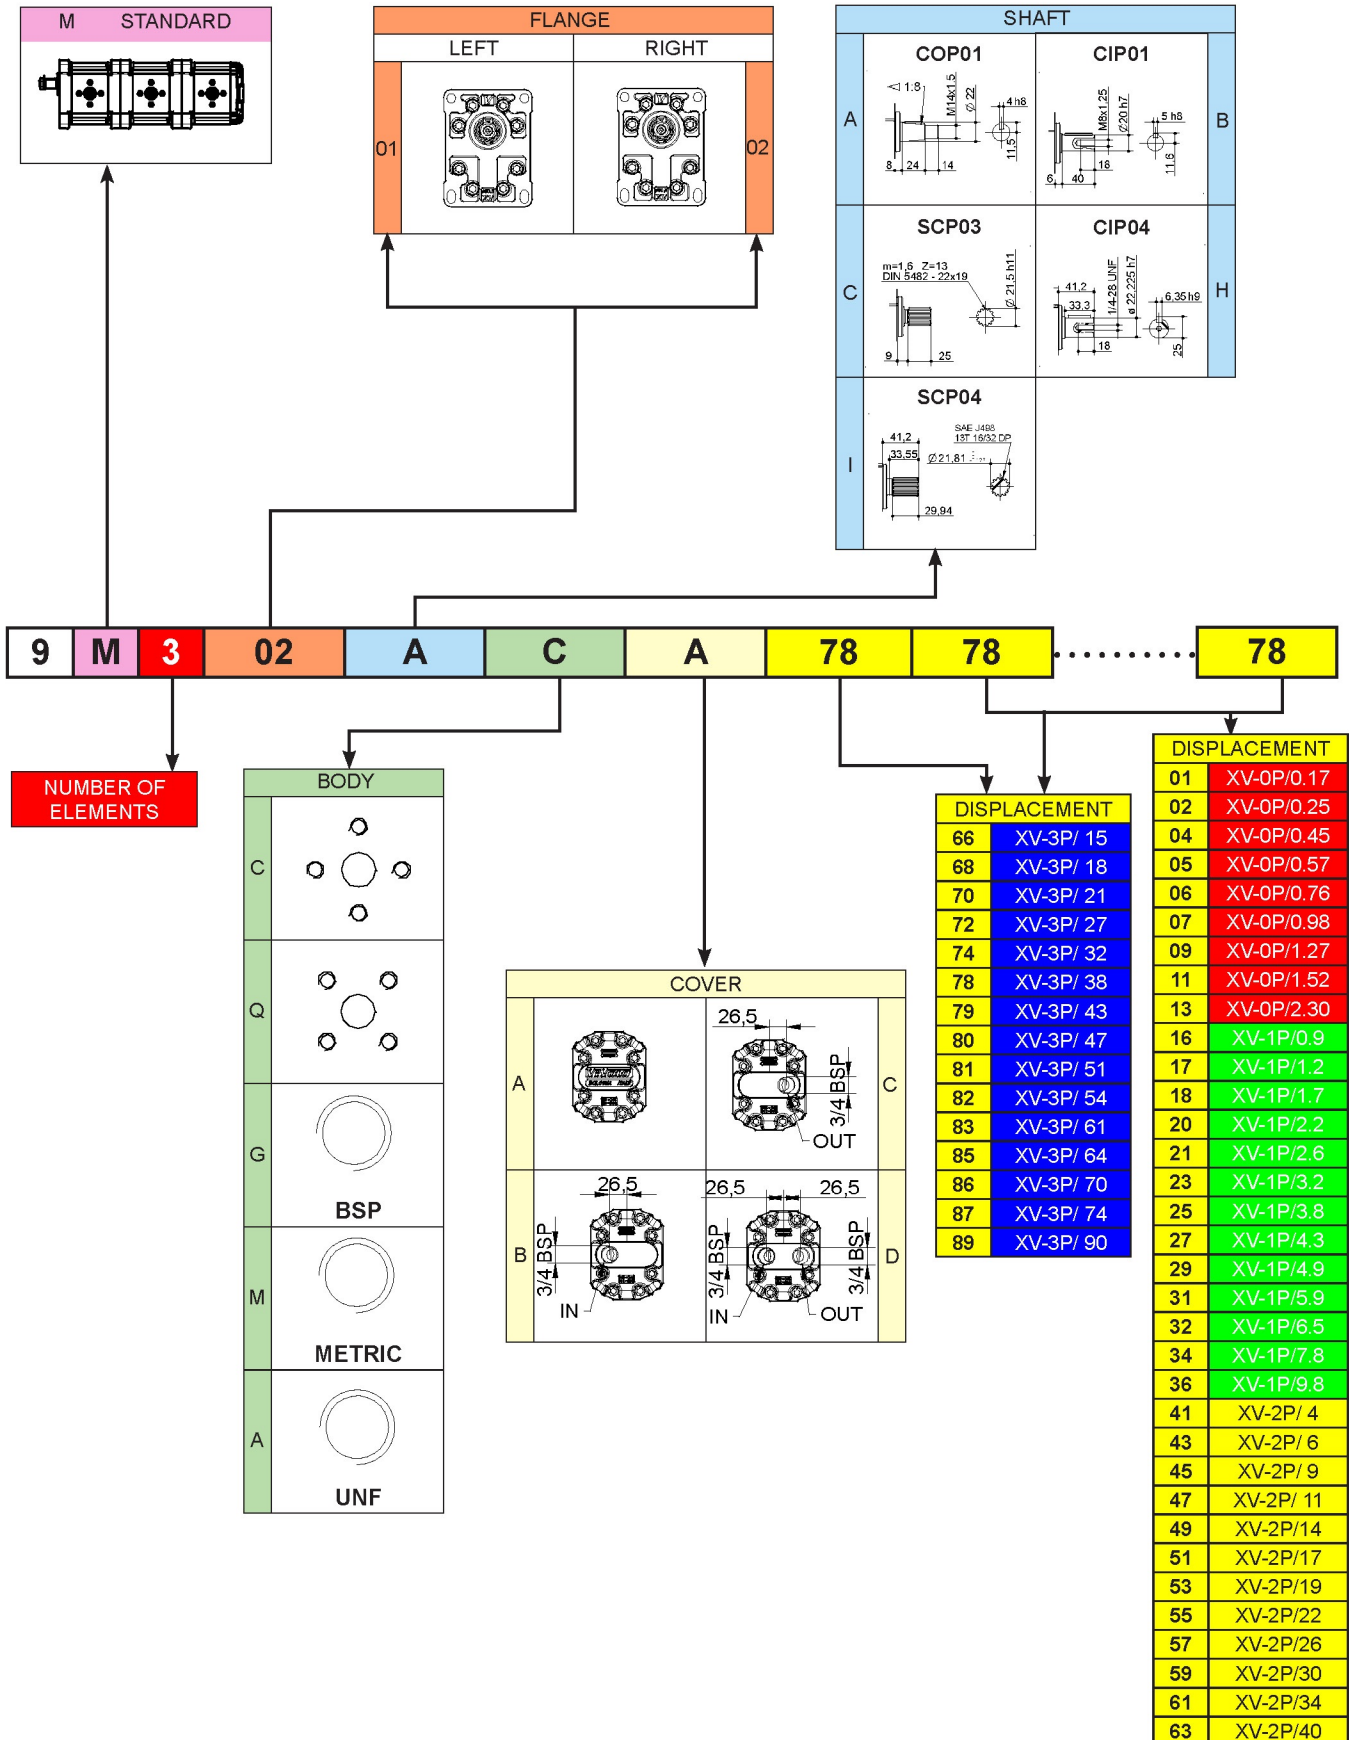 M STANDARD
FLANGE
LEFT RIGHT
01 02
SHAFT
A
COP01
1:8
M14x1.5
Ø 22
4 h8
11.5
8 24 14
CIP01
M8x1,25
Ø20 h7
5 h8
11.6
18
6 40
B
C
SCP03
m=1,6 Z=13
DIN 5482 - 22x19
Ø 21,5 h11
9 25
CIP04
41,2
33,3
1/4-28 UNF
ø 22,225 h7
6,35 h9
25
18
H
I
SCP04
41,2
33,55
Ø21,81
SAE J498
13T 16/32 DP
29,94
9 M 3 02 A C A 78 78 ........ 78
NUMBER OF
ELEMENTS
BODY
C
Q
G
BSP
M
METRIC
A
UNF
COVER
A
26,5
3/4 BSP
OUT
C
B
26,5
3/4 BSP
IN
26,5 26,5
3/4 BSP
3/4 BSP
IN OUT
D
DISPLACEMENT
66 XV-3P/ 15
68 XV-3P/ 18
70 XV-3P/ 21
72 XV-3P/ 27
74 XV-3P/ 32
78 XV-3P/ 38
79 XV-3P/ 43
80 XV-3P/ 47
81 XV-3P/ 51
82 XV-3P/ 54
83 XV-3P/ 61
85 XV-3P/ 64
86 XV-3P/ 70
87 XV-3P/ 74
89 XV-3P/ 90
DISPLACEMENT
01 XV-0P/0.17
02 XV-0P/0.25
04 XV-0P/0.45
05 XV-0P/0.57
06 XV-0P/0.76
07 XV-0P/0.98
09 XV-0P/1.27
11 XV-0P/1.52
13 XV-0P/2.30
16 XV-1P/0.9
17 XV-1P/1.2
18 XV-1P/1.7
20 XV-1P/2.2
21 XV-1P/2.6
23 XV-1P/3.2
25 XV-1P/3.8
27 XV-1P/4.3
29 XV-1P/4.9
31 XV-1P/5.9
32 XV-1P/6.5
34 XV-1P/7.8
36 XV-1P/9.8
41 XV-2P/ 4
43 XV-2P/ 6
45 XV-2P/ 9
47 XV-2P/ 11
49 XV-2P/14
51 XV-2P/17
53 XV-2P/19
55 XV-2P/22
57 XV-2P/26
59 XV-2P/30
61 XV-2P/34
63 XV-2P/40